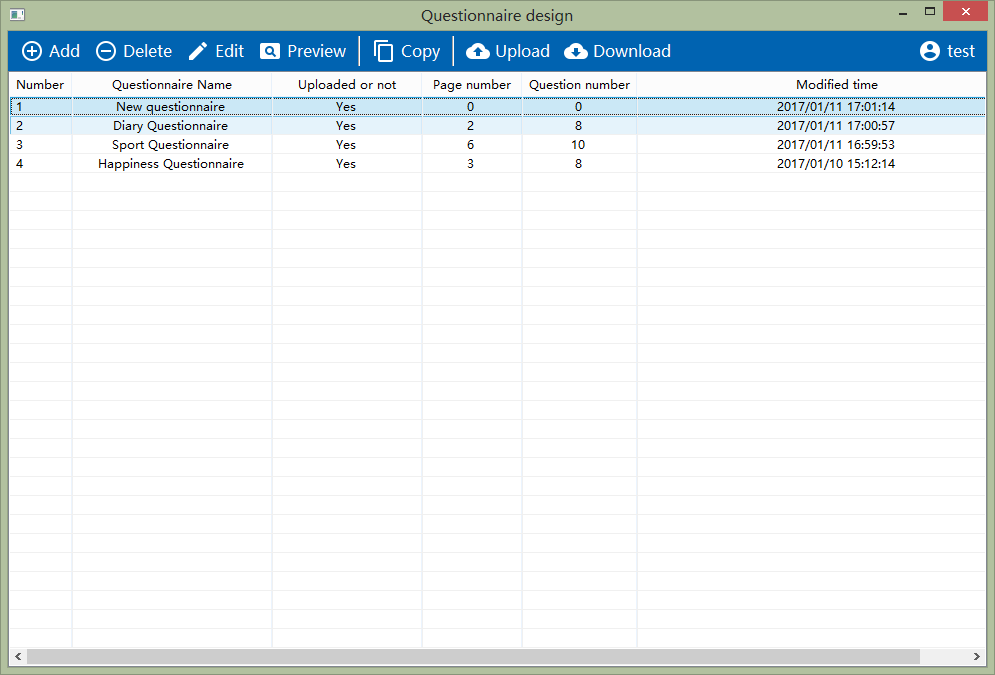 Questionnaire design
Add Delete Edit Preview Copy Upload Download test
Number Questionnaire Name Uploaded or not Page number Question number Modified time
1 New questionnaire Yes 0 0 2017/01/11 17:01:14
2 Diary Questionnaire Yes 2 8 2017/01/11 17:00:57
3 Sport Questionnaire Yes 6 10 2017/01/11 16:59:53
4 Happiness Questionnaire Yes 3 8 2017/01/10 15:12:14